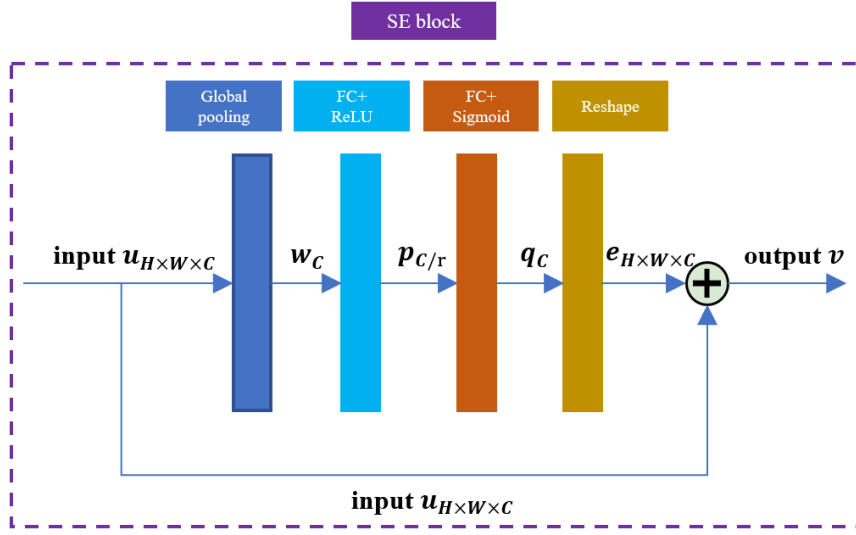 SE block
Global
pooling
FC+
ReLU
FC+
Sigmoid
Reshape
input u_{H×W×C}
w_C
p_{C/r}
q_C
e_{H×W×C}
+
output v
input u_{H×W×C}